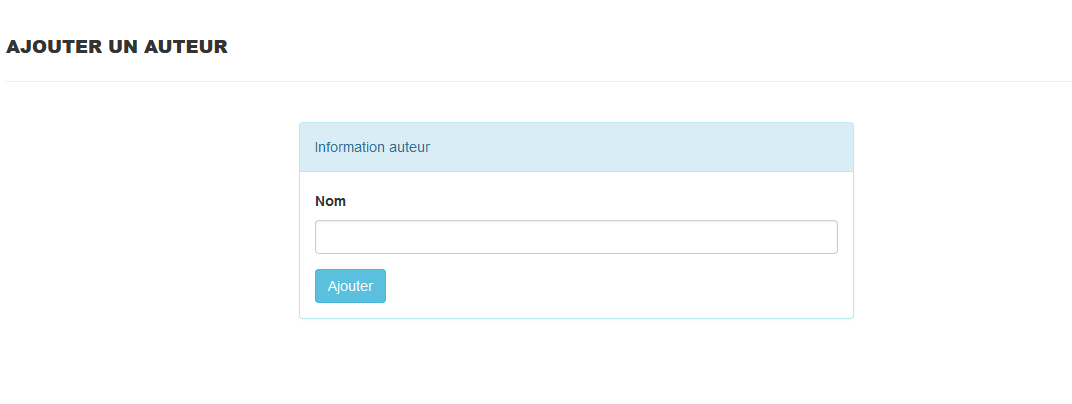 AJOUTER UN AUTEUR
Information auteur
Nom
Ajouter